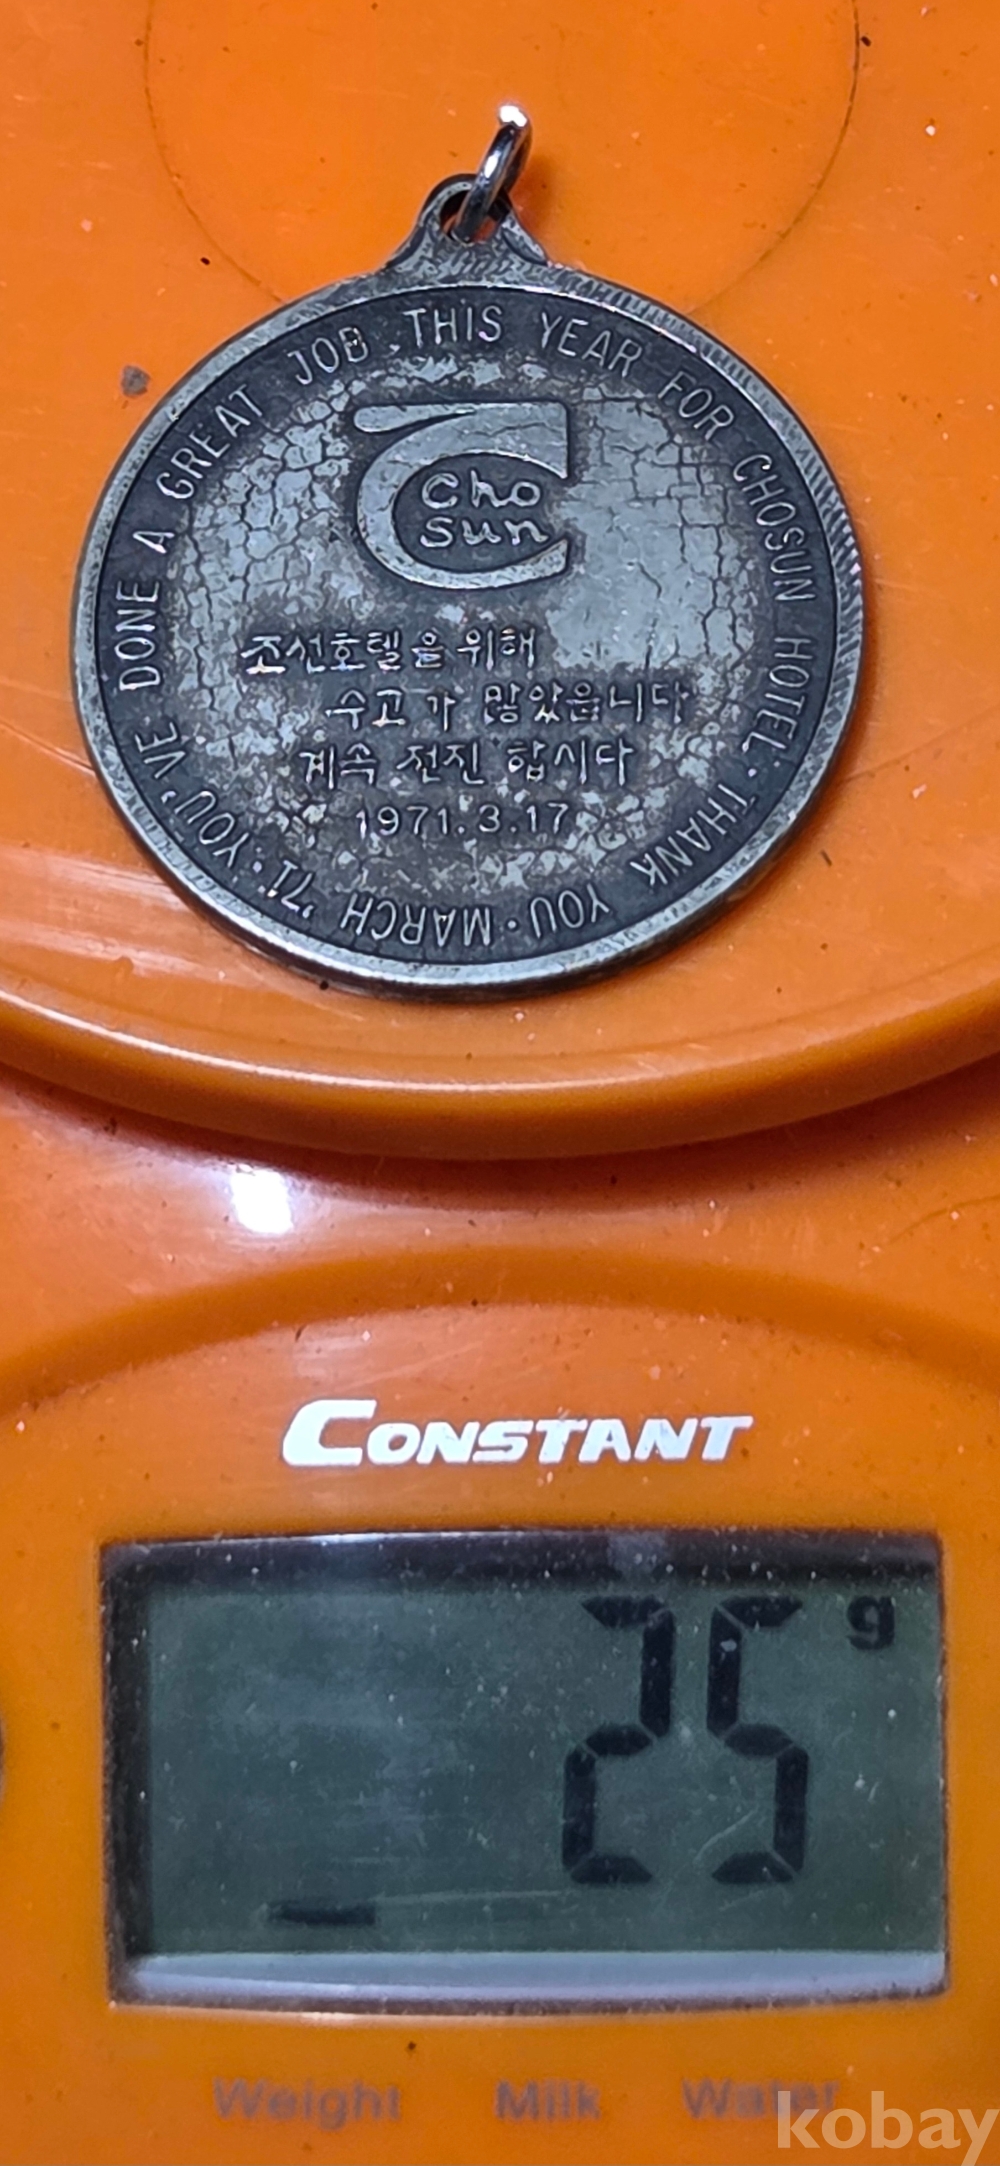 YOU'VE DONE A GREAT JOB THIS YEAR FOR CHOSUN HOTEL · THANK YOU · MARCH '71 ·
Cho
sun
조선호텔을 위해
수고가 많았읍니다
계속 전진 합시다
1971.3.17
CONSTANT
25 g
Weight Milk Water
kobay